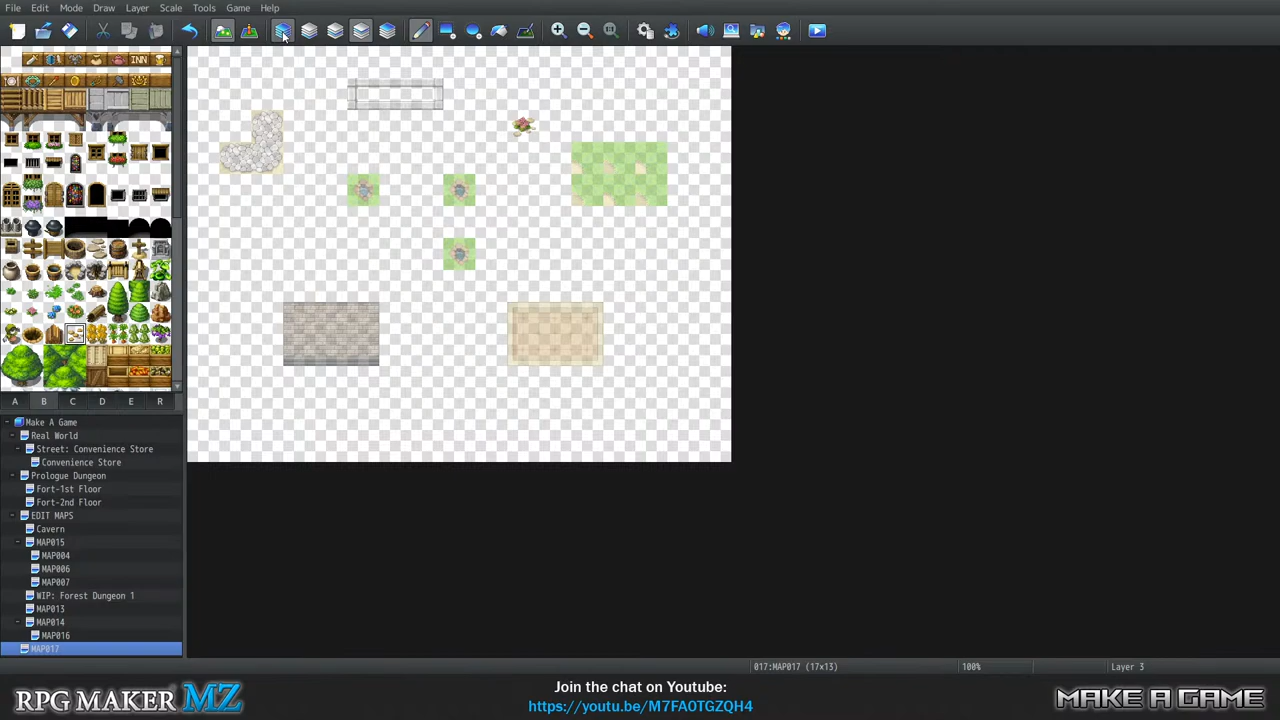 File Edit Mode Draw Layer Scale Tools Game Help
INN
A B C D E R
Make A Game
Real World
Street: Convenience Store
Convenience Store
Prologue Dungeon
Fort-1st Floor
Fort-2nd Floor
EDIT MAPS
Cavern
MAP015
MAP004
MAP006
MAP007
WIP: Forest Dungeon 1
MAP013
MAP014
MAP016
MAP017
017:MAP017 (17x13) 100% Layer 3
RPG MAKER MZ
Join the chat on Youtube:
https://youtu.be/M7FA0TGZQH4
MAKE A GAME